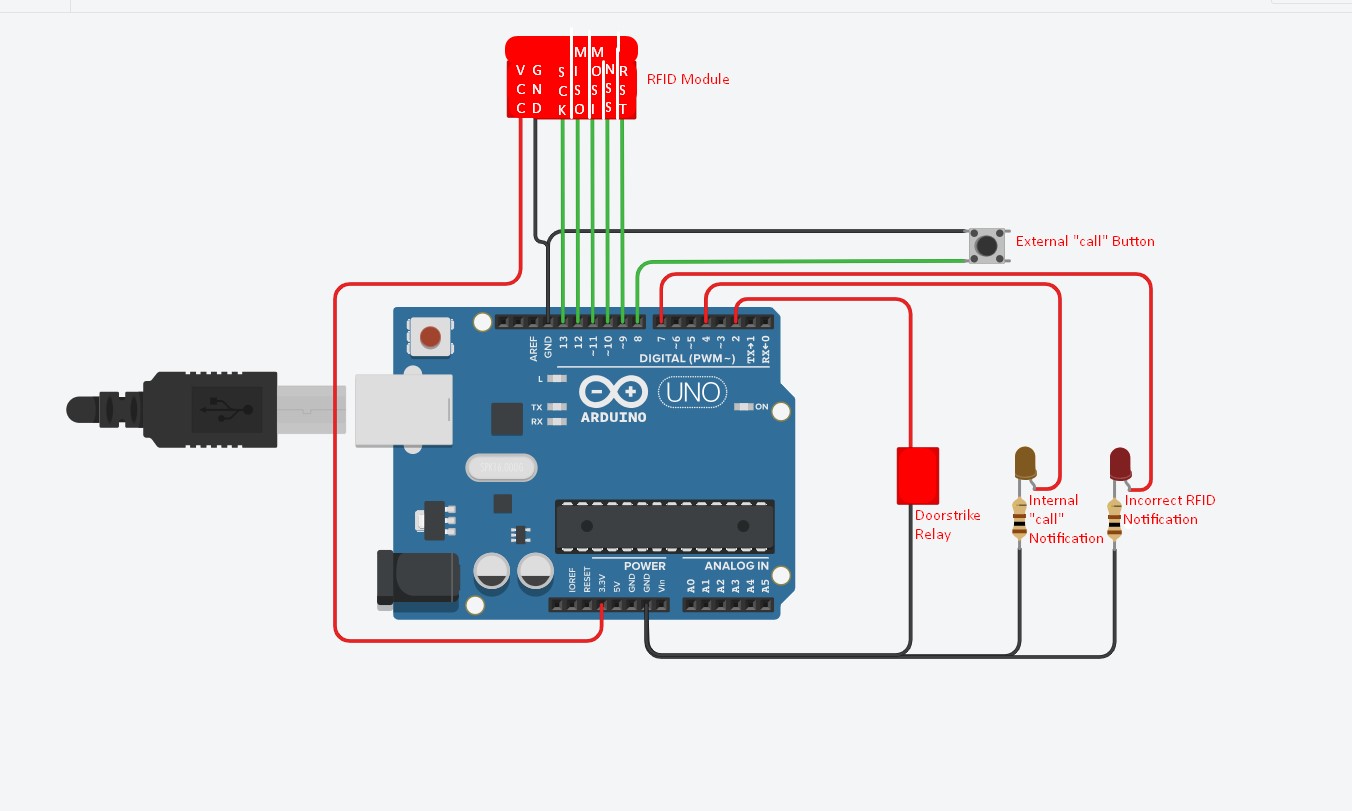 VCC GND SCK MISO MOSI NSS RST
RFID Module
External "call" Button
AREF
GND
13
12
~11
~10
~9
8
7
~6
~5
4
~3
2
TX→1
RX←0
DIGITAL (PWM~)
L
TX
RX
ARDUINO
UNO
ON
Internal
"call"
Notification
Incorrect RFID
Notification
Doorstrike
Relay
POWER
ANALOG IN
IOREF
RESET
3.3V
5V
GND
GND
Vin
A0
A1
A2
A3
A4
A5